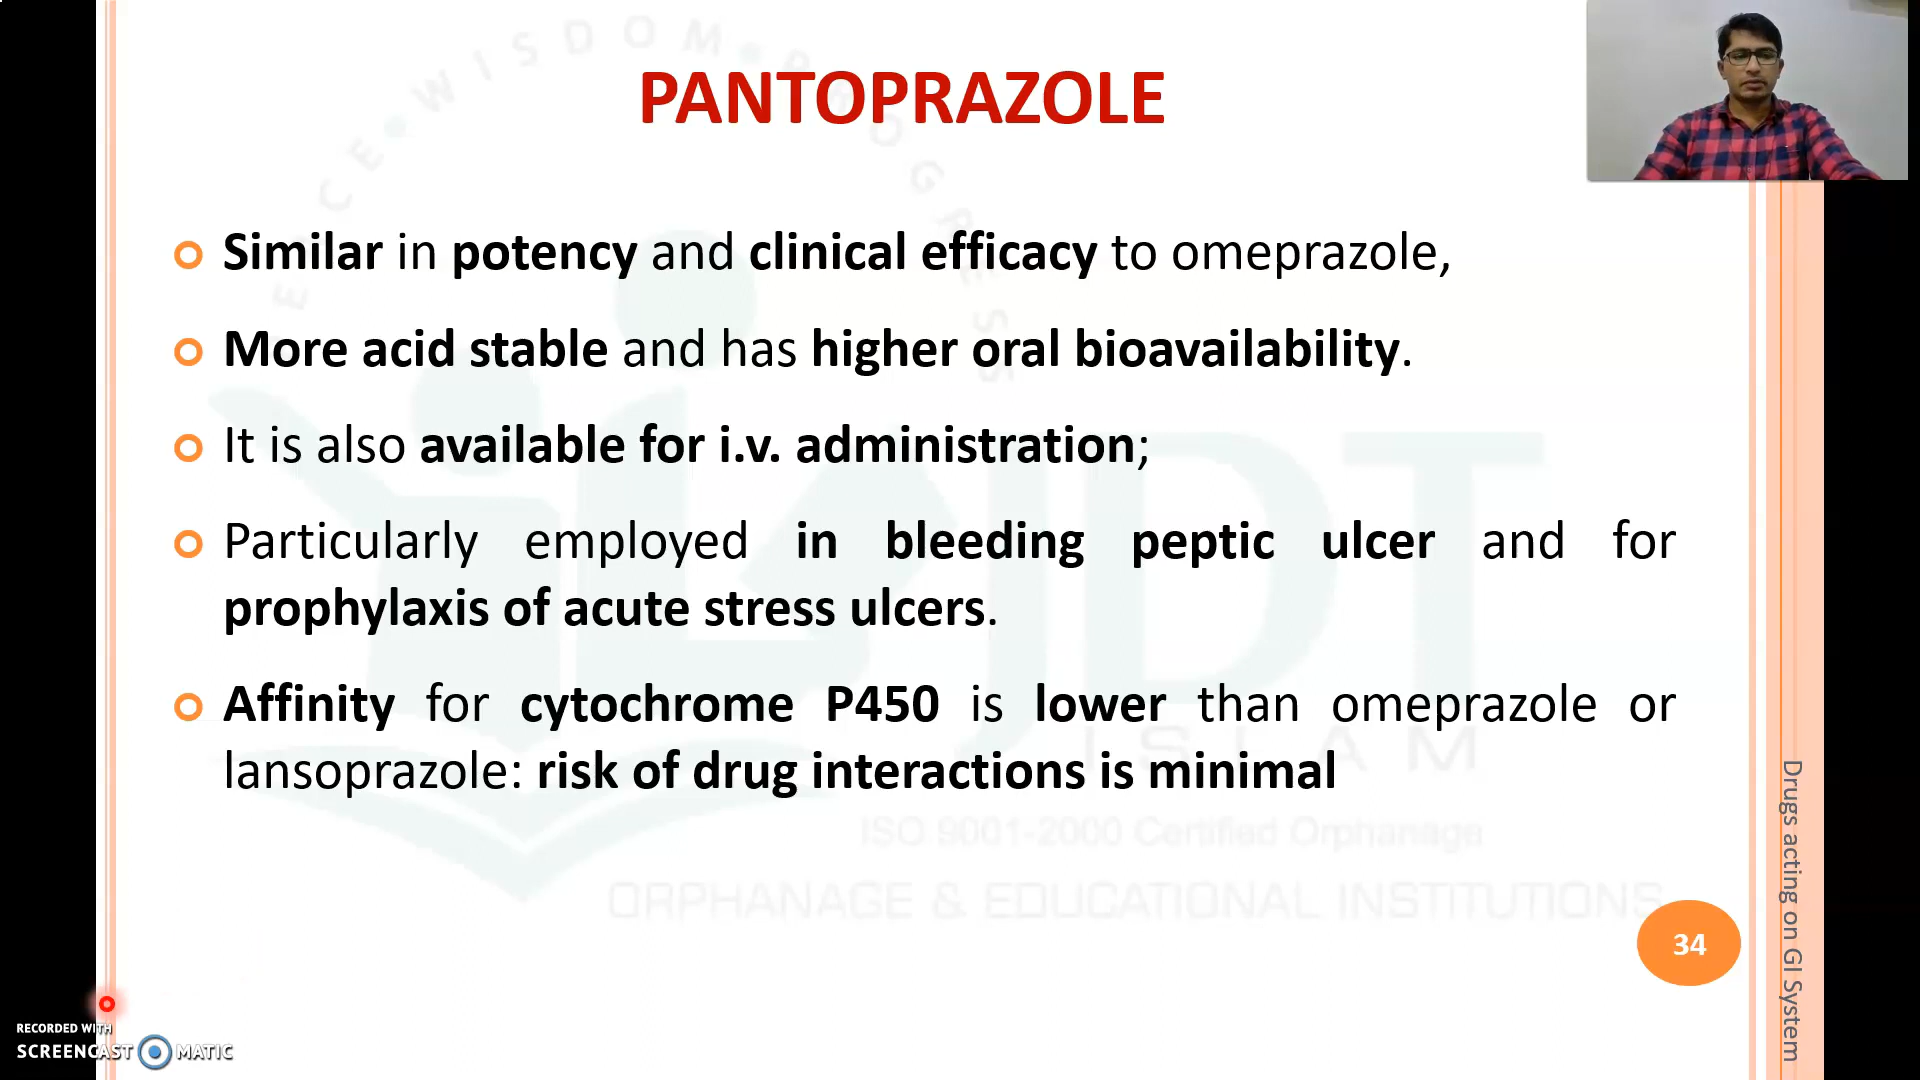 PANTOPRAZOLE
Similar in potency and clinical efficacy to omeprazole,
More acid stable and has higher oral bioavailability.
It is also available for i.v. administration;
Particularly employed in bleeding peptic ulcer and for
prophylaxis of acute stress ulcers.
Affinity for cytochrome P450 is lower than omeprazole or
lansoprazole: risk of drug interactions is minimal
WISDOM
JDT
ISLAM
ISO 9001-2000 Certified Orphanage
ORPHANAGE & EDUCATIONAL INSTITUTIONS
34
Drugs acting on GI System
RECORDED WITH
SCREENCAST MATIC